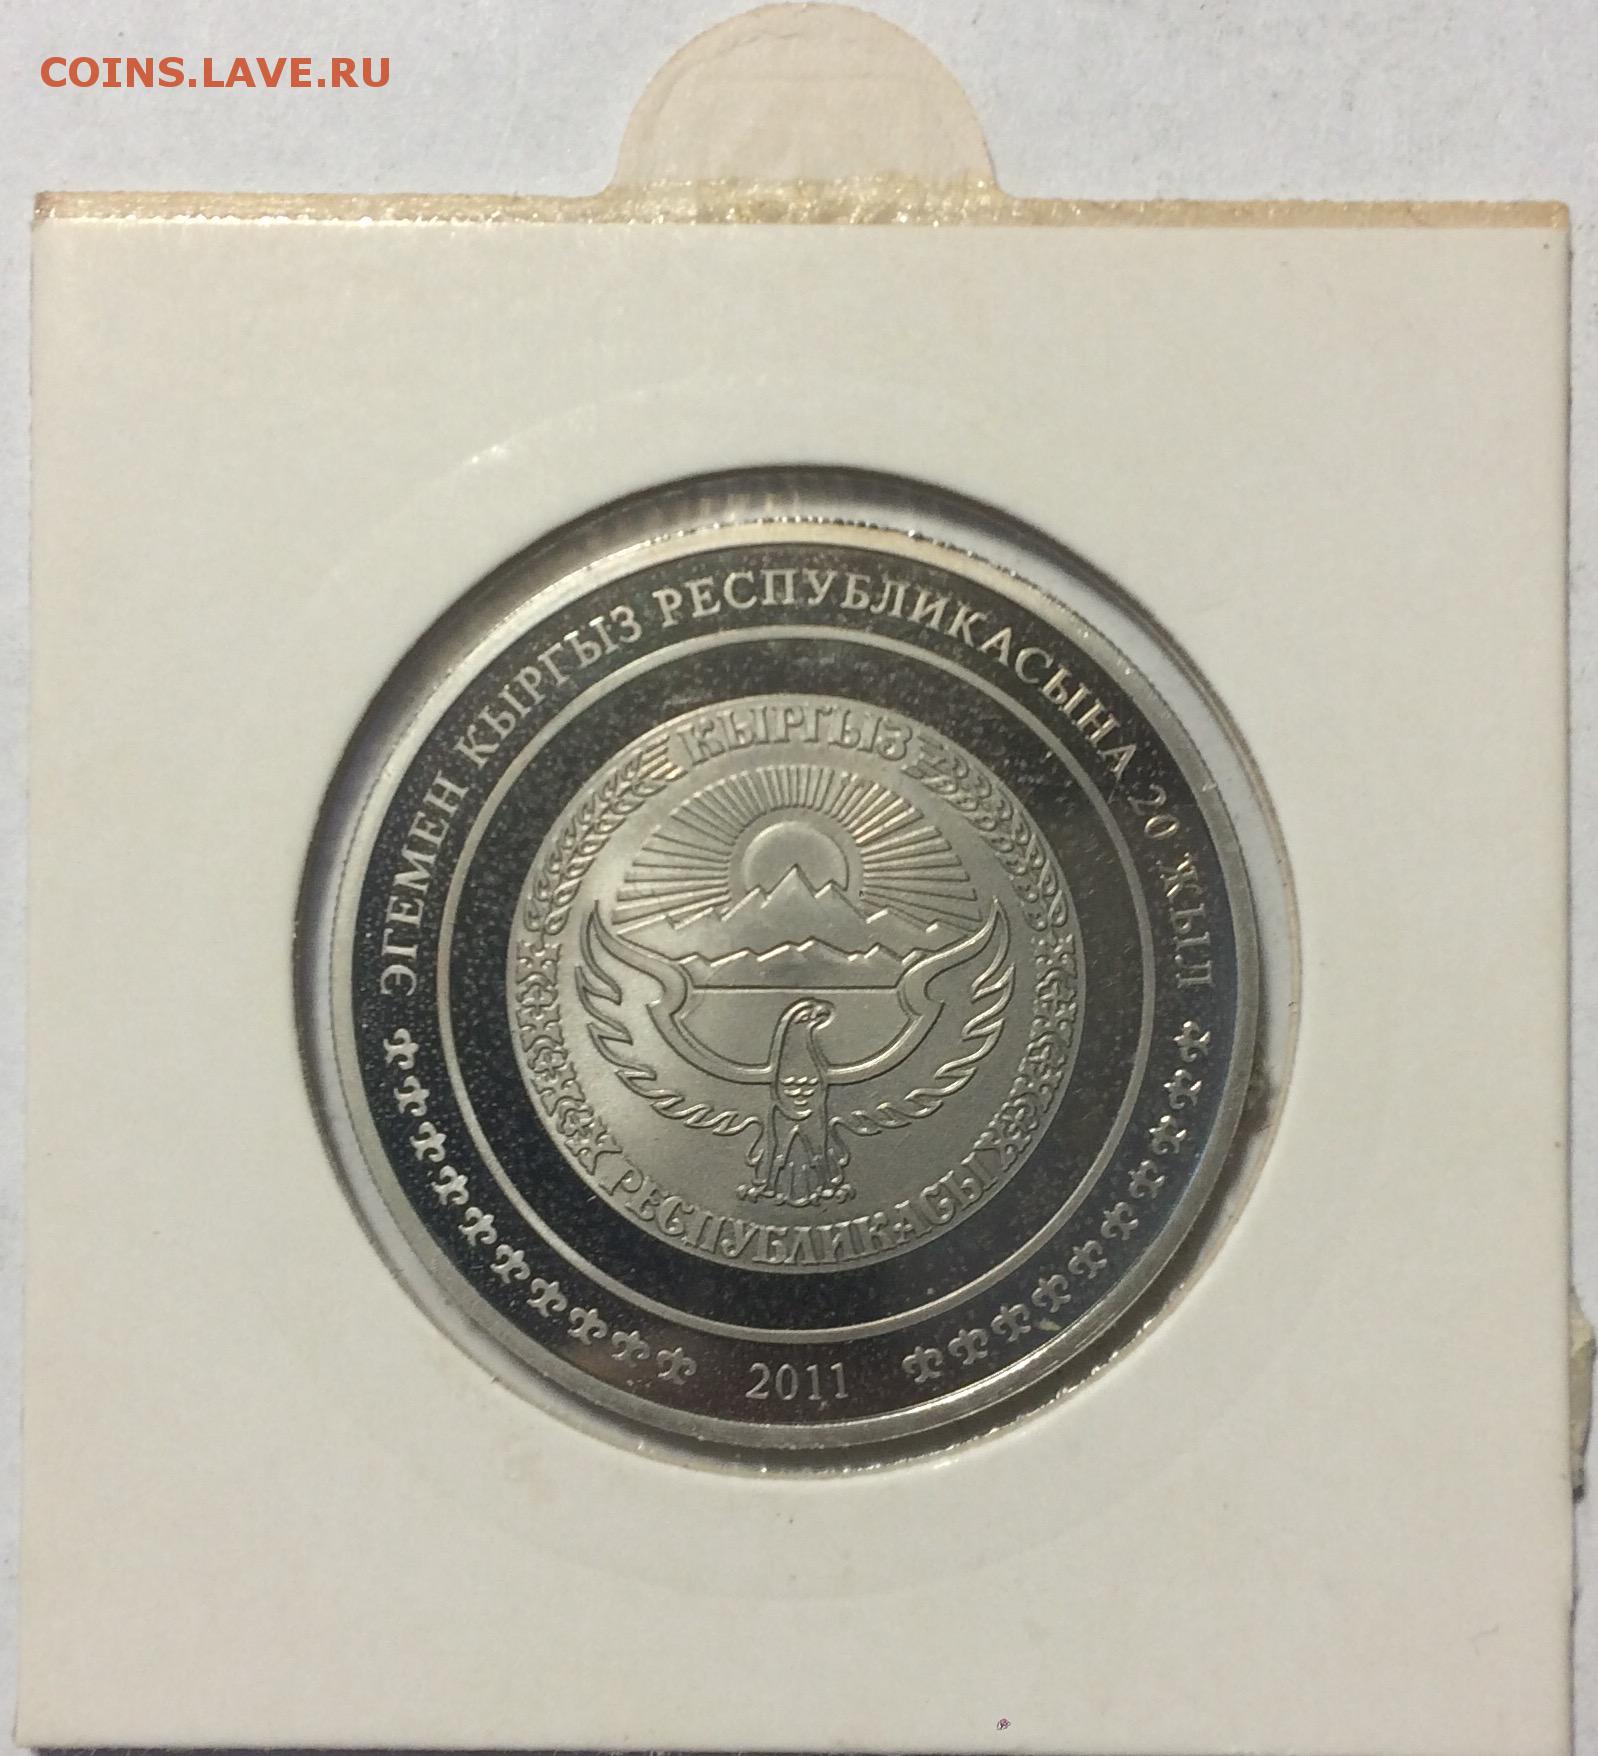 COINS.LAVE.RU
ЭГЕМЕН КЫРГЫЗ РЕСПУБЛИКАСЫНА 20 ЖЫЛ
КЫРГЫЗ
РЕСПУБЛИКАСЫ
2011